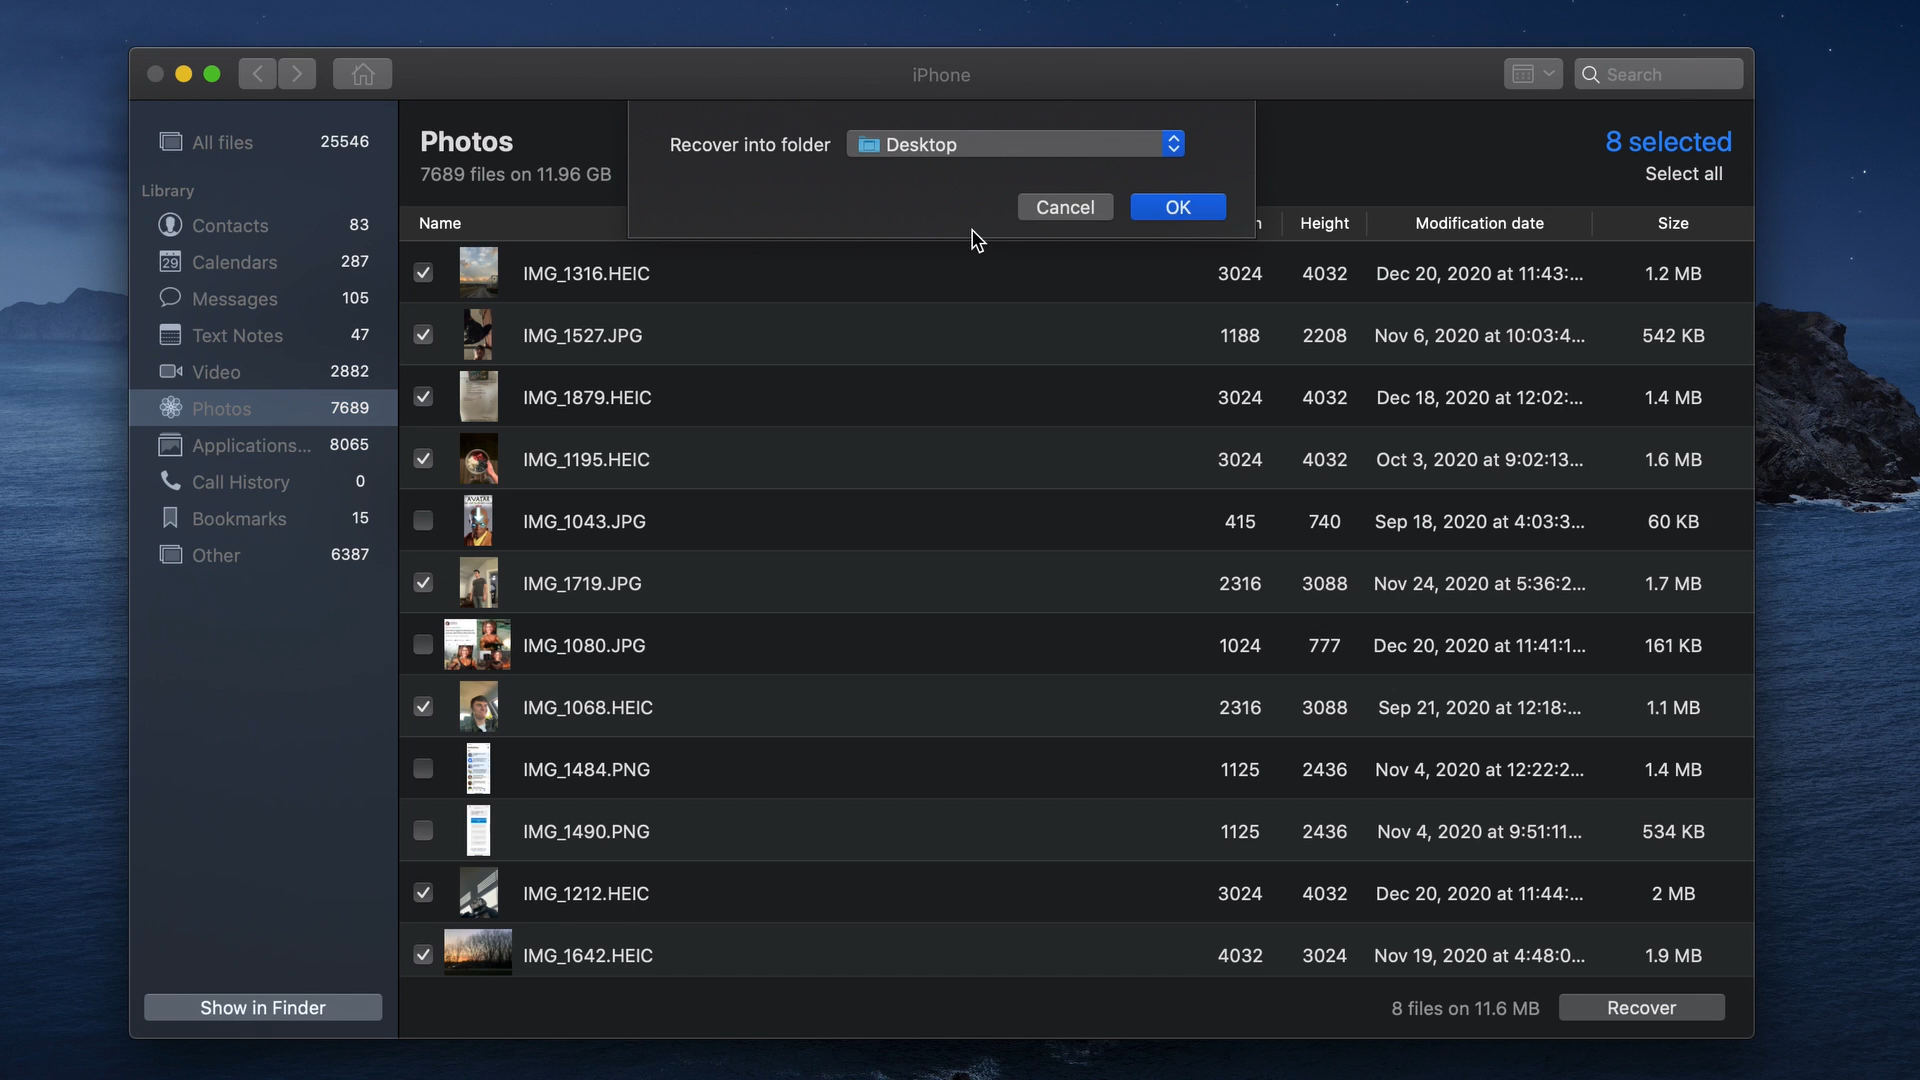 iPhone
Search
All files 25546
Library
Contacts 83
29 Calendars 287
Messages 105
Text Notes 47
Video 2882
Photos 7689
Applications... 8065
Call History 0
Bookmarks 15
Other 6387
Show in Finder
Photos
7689 files on 11.96 GB
Recover into folder Desktop
Cancel OK
8 selected
Select all
Name Height Modification date Size
IMG_1316.HEIC 3024 4032 Dec 20, 2020 at 11:43:... 1.2 MB
IMG_1527.JPG 1188 2208 Nov 6, 2020 at 10:03:4... 542 KB
IMG_1879.HEIC 3024 4032 Dec 18, 2020 at 12:02:... 1.4 MB
IMG_1195.HEIC 3024 4032 Oct 3, 2020 at 9:02:13... 1.6 MB
AVATAR
IMG_1043.JPG 415 740 Sep 18, 2020 at 4:03:3... 60 KB
IMG_1719.JPG 2316 3088 Nov 24, 2020 at 5:36:2... 1.7 MB
IMG_1080.JPG 1024 777 Dec 20, 2020 at 11:41:1... 161 KB
IMG_1068.HEIC 2316 3088 Sep 21, 2020 at 12:18:... 1.1 MB
IMG_1484.PNG 1125 2436 Nov 4, 2020 at 12:22:2... 1.4 MB
IMG_1490.PNG 1125 2436 Nov 4, 2020 at 9:51:11... 534 KB
IMG_1212.HEIC 3024 4032 Dec 20, 2020 at 11:44:... 2 MB
IMG_1642.HEIC 4032 3024 Nov 19, 2020 at 4:48:0... 1.9 MB
8 files on 11.6 MB Recover